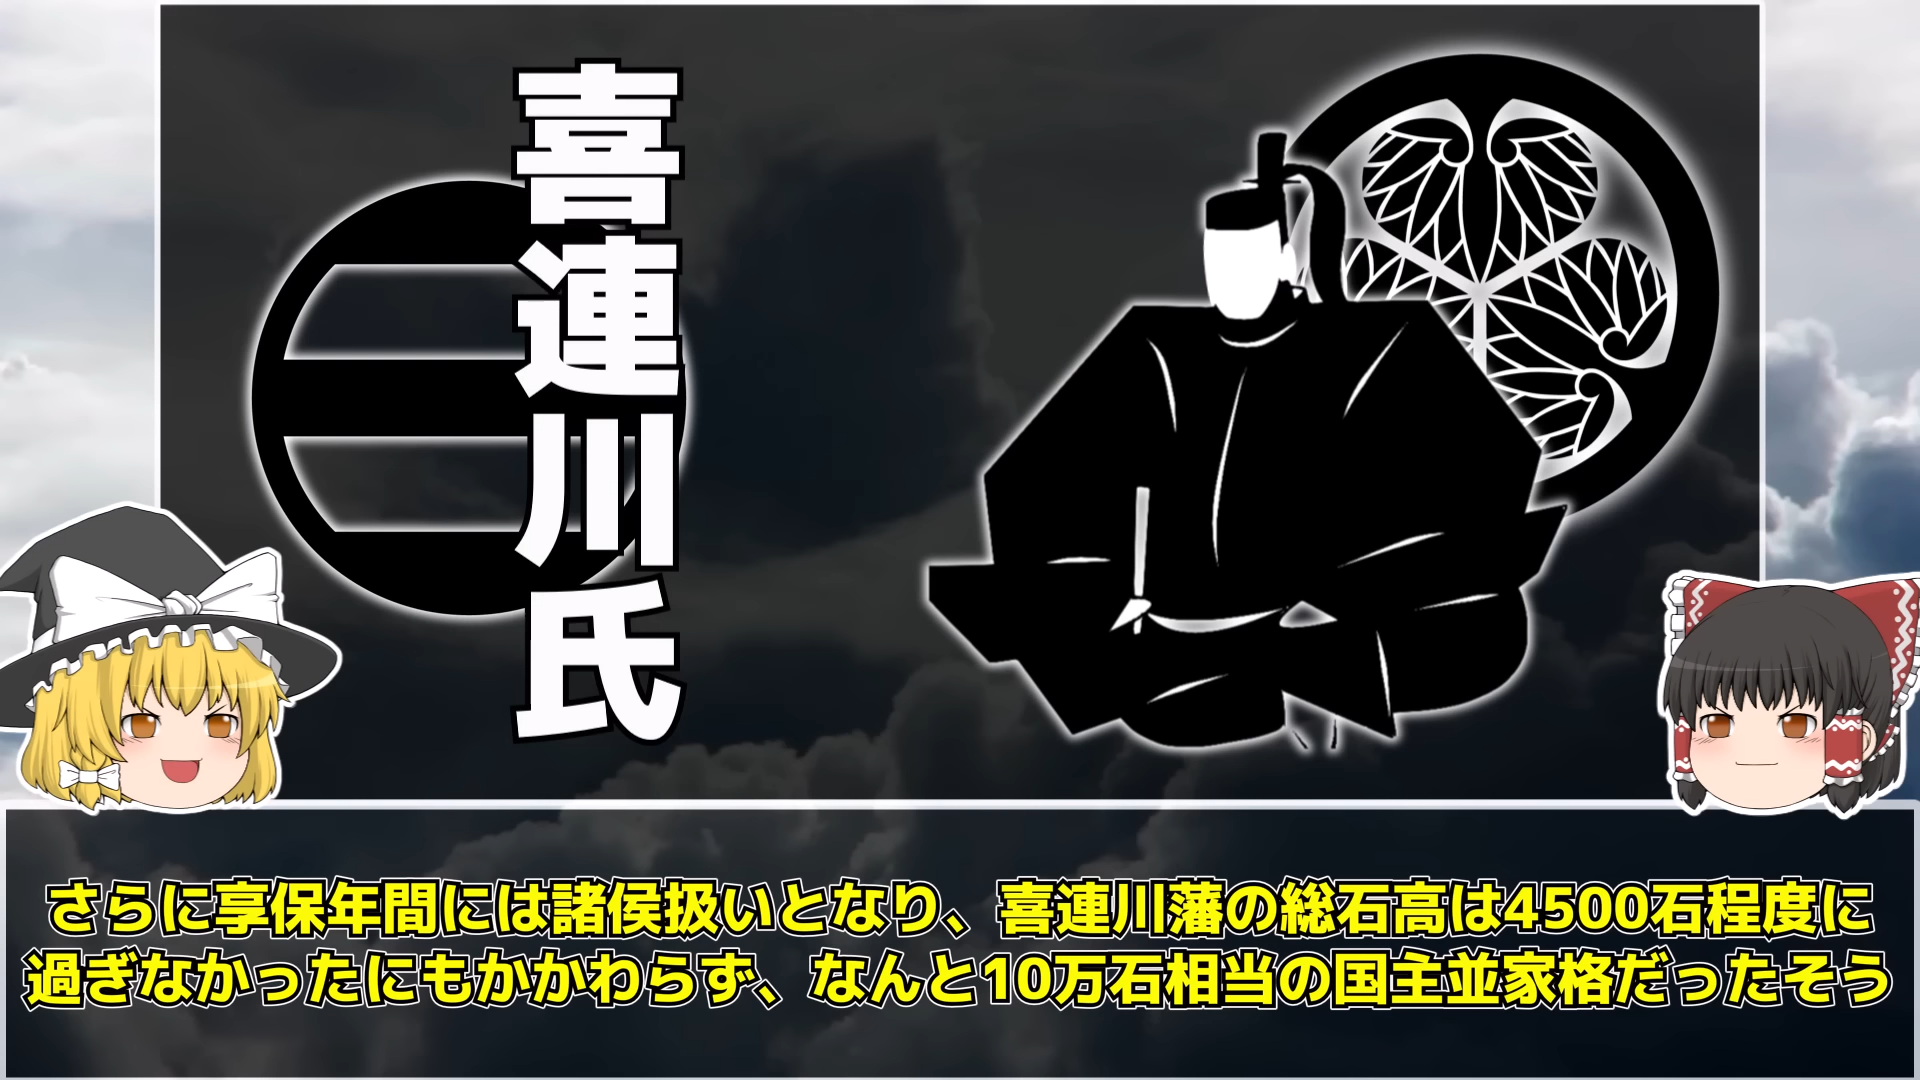 喜連川氏
さらに享保年間には諸侯扱いとなり、喜連川藩の総石高は4500石程度に
過ぎなかったにもかかわらず、なんと10万石相当の国主並家格だったそう